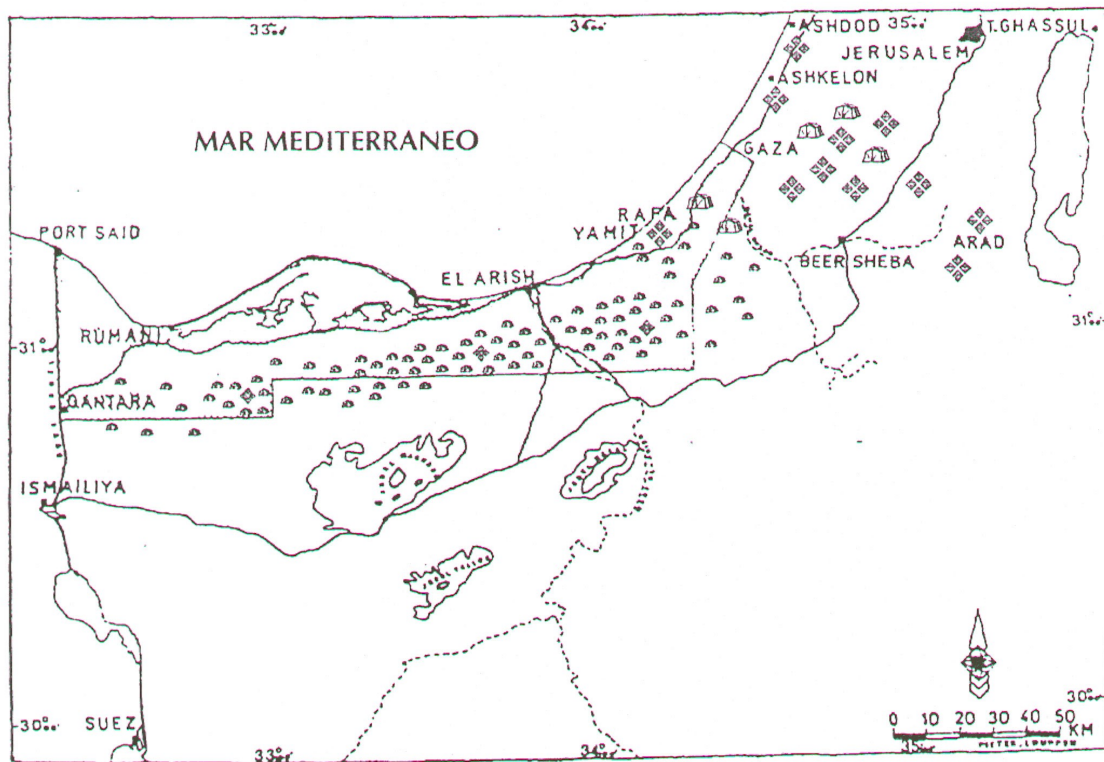 33°
34°
ASHDOD
35°
T.GHASSUL
JERUSALEM
ASHKELON
MAR MEDITERRANEO
GAZA
RAFA
YAMIT
PORT SAID
BEER SHEBA
ARAD
EL ARISH
RUMANI
31°
31°
QANTARA
ISMAILIYA
30°
30°
SUEZ
0 10 20 30 40 50
KM
33°
34°
35°